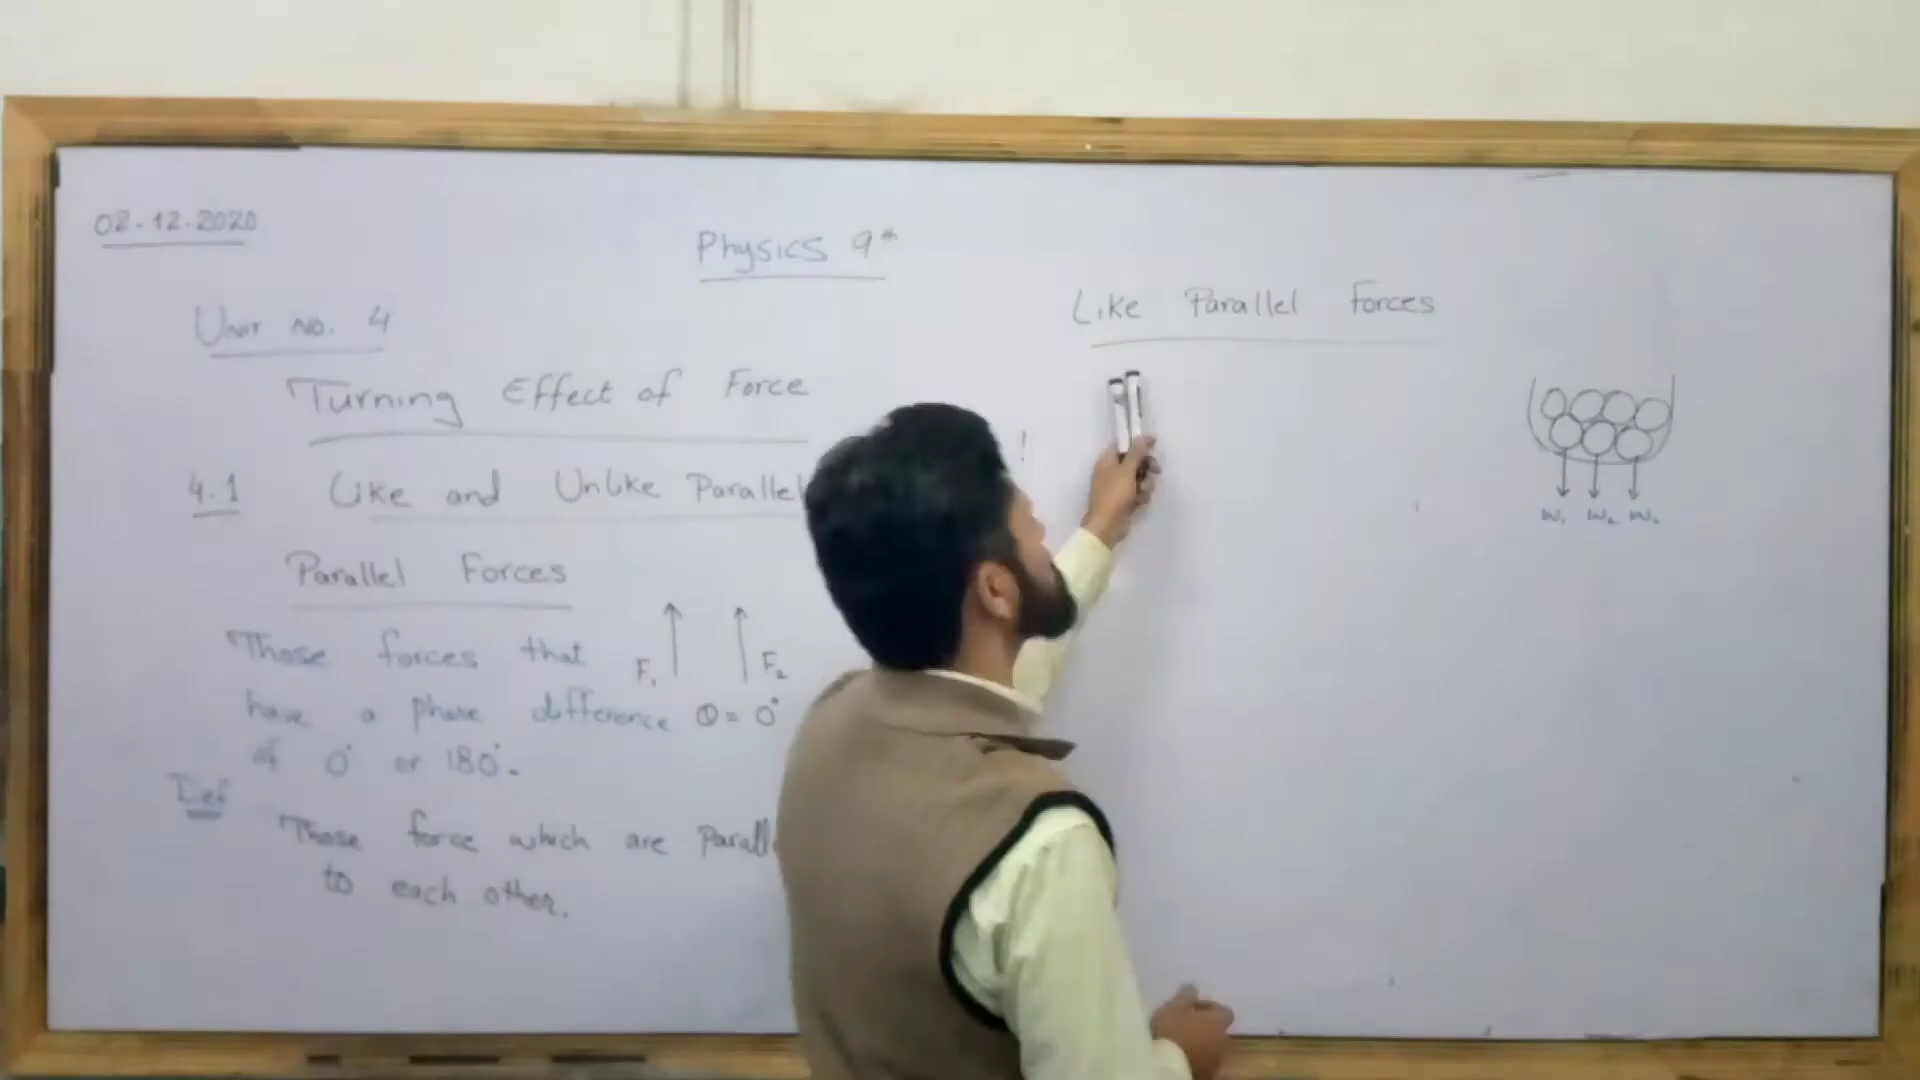 02-12-2020
Physics 9th
Unit No. 4
Turning Effect of Force
4.1 Like and Unlike Parallel
Parallel Forces
Those forces that
have a phase difference
of 0° or 180°.
F1 F2
θ = 0°
Def
Those force which are Parall
to each other.
Like Parallel Forces
W1 W2